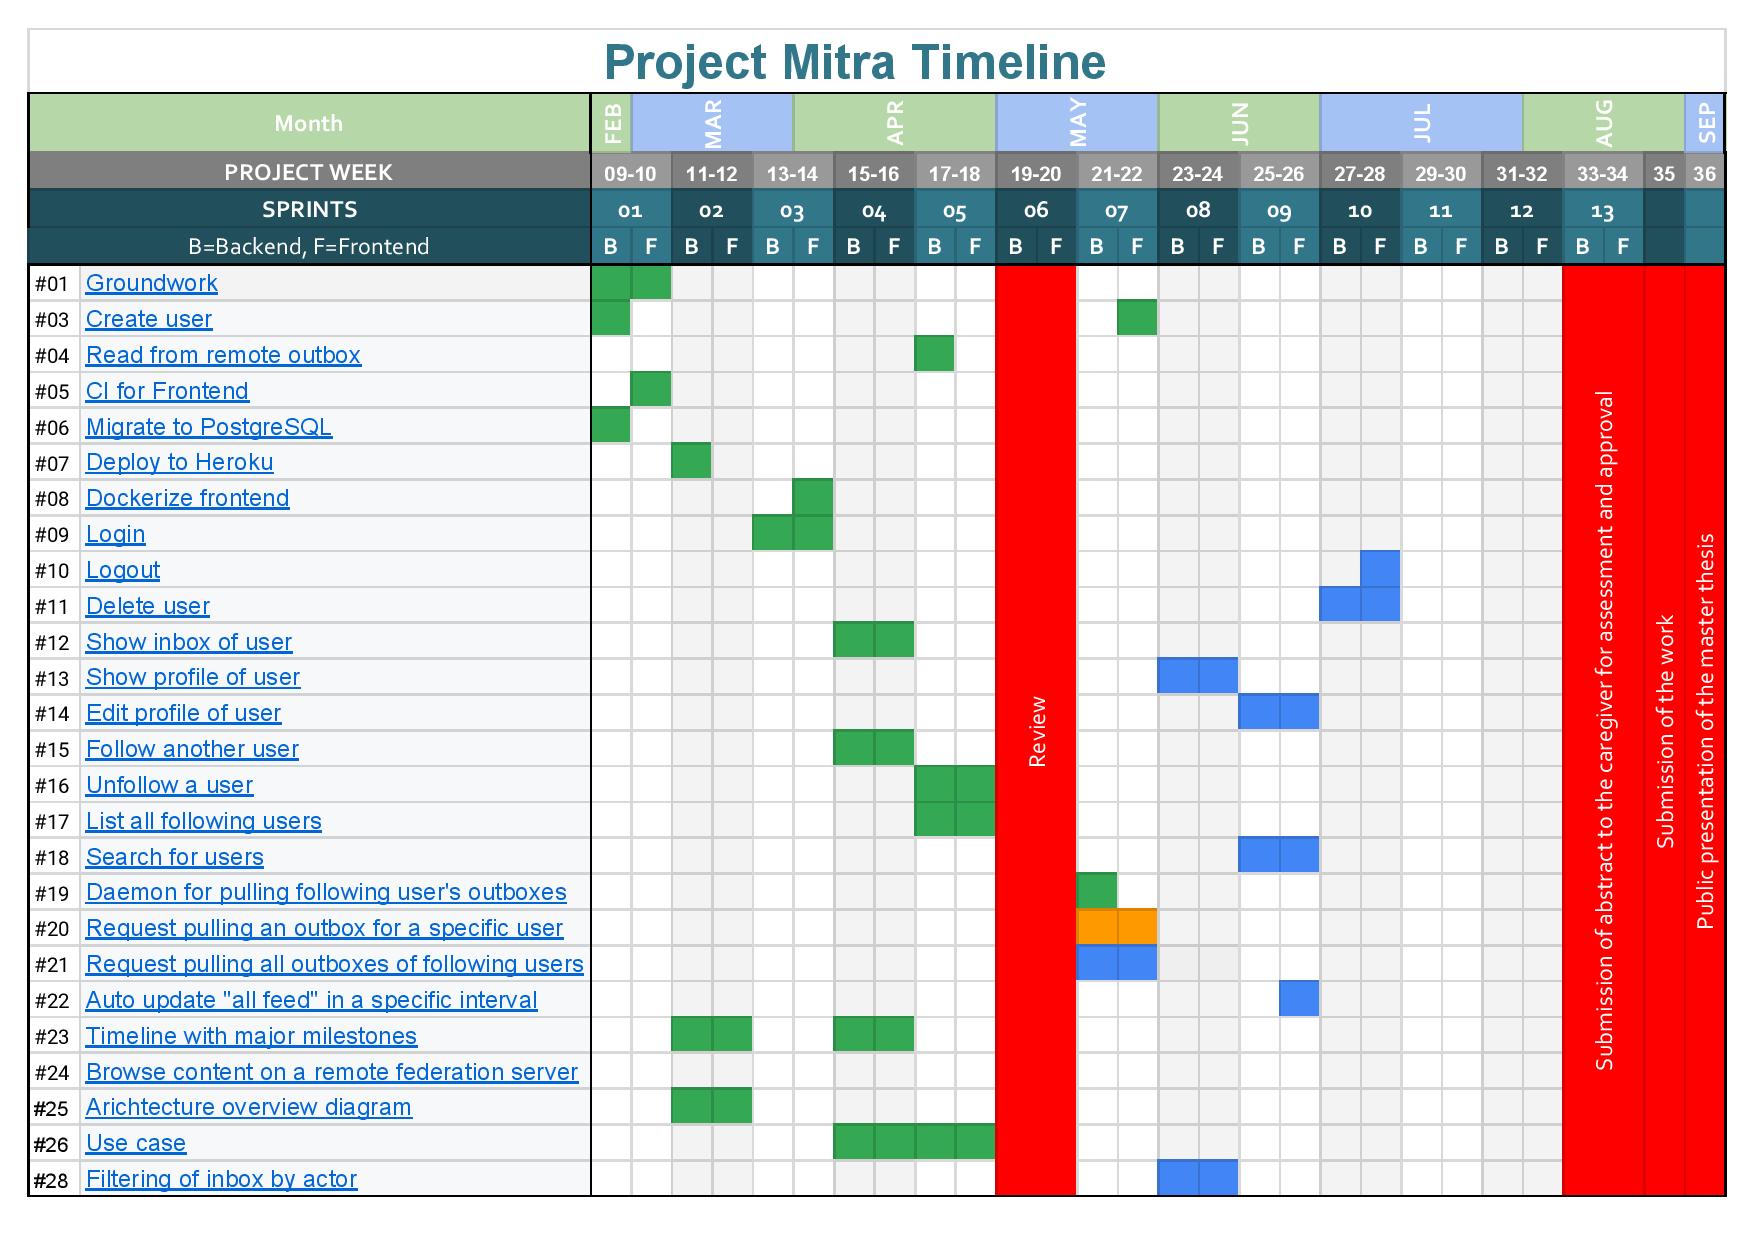 Project Mitra Timeline
Month FEB MAR APR MAY JUN JUL AUG SEP
PROJECT WEEK 09-10 11-12 13-14 15-16 17-18 19-20 21-22 23-24 25-26 27-28 29-30 31-32 33-34 35 36
SPRINTS 01 02 03 04 05 06 07 08 09 10 11 12 13
B=Backend, F=Frontend B F B F B F B F B F B F B F B F B F B F B F B F B F
#01 Groundwork
#03 Create user
#04 Read from remote outbox
#05 CI for Frontend
#06 Migrate to PostgreSQL
#07 Deploy to Heroku
#08 Dockerize frontend
#09 Login
#10 Logout
#11 Delete user
#12 Show inbox of user
#13 Show profile of user
#14 Edit profile of user
#15 Follow another user
#16 Unfollow a user
#17 List all following users
#18 Search for users
#19 Daemon for pulling following user's outboxes
#20 Request pulling an outbox for a specific user
#21 Request pulling all outboxes of following users
#22 Auto update "all feed" in a specific interval
#23 Timeline with major milestones
#24 Browse content on a remote federation server
#25 Arichtecture overview diagram
#26 Use case
#28 Filtering of inbox by actor
Review
Submission of abstract to the caregiver for assessment and approval
Submission of the work
Public presentation of the master thesis